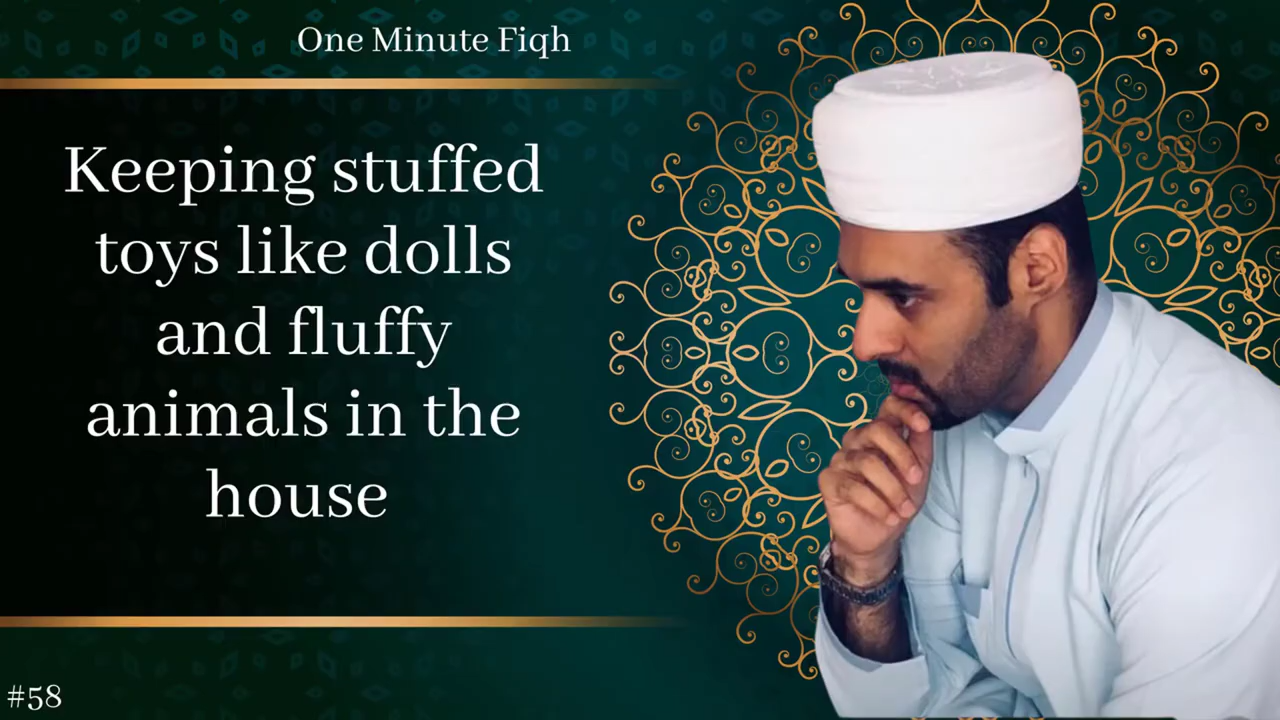 One Minute Fiqh
Keeping stuffed
toys like dolls
and fluffy
animals in the
house
#58